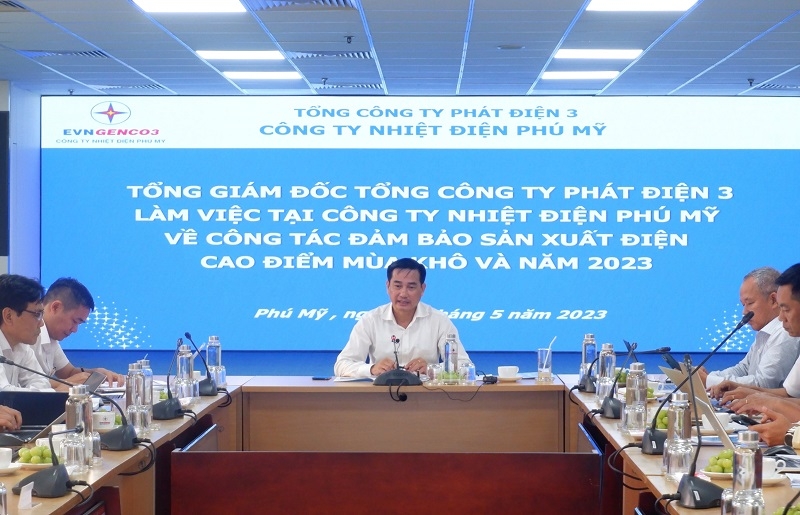 EVNGENCO3
CÔNG TY NHIỆT ĐIỆN PHÚ MỸ
TỔNG CÔNG TY PHÁT ĐIỆN 3
CÔNG TY NHIỆT ĐIỆN PHÚ MỸ
TỔNG GIÁM ĐỐC TỔNG CÔNG TY PHÁT ĐIỆN 3
LÀM VIỆC TẠI CÔNG TY NHIỆT ĐIỆN PHÚ MỸ
VỀ CÔNG TÁC ĐẢM BẢO SẢN XUẤT ĐIỆN
CAO ĐIỂM MÙA KHÔ VÀ NĂM 2023
Phú Mỹ , 5 năm 2023